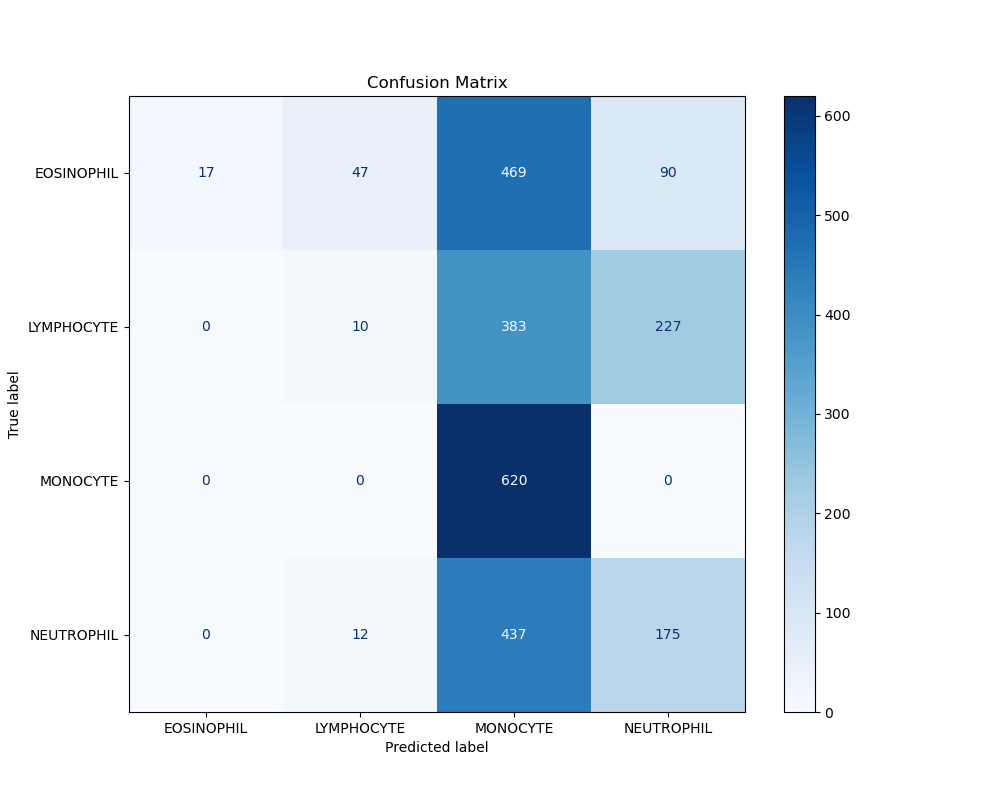 Confusion Matrix
EOSINOPHIL 17 47 469 90
LYMPHOCYTE 0 10 383 227
MONOCYTE 0 0 620 0
NEUTROPHIL 0 12 437 175
EOSINOPHIL LYMPHOCYTE MONOCYTE NEUTROPHIL
Predicted label
True label
600
500
400
300
200
100
0